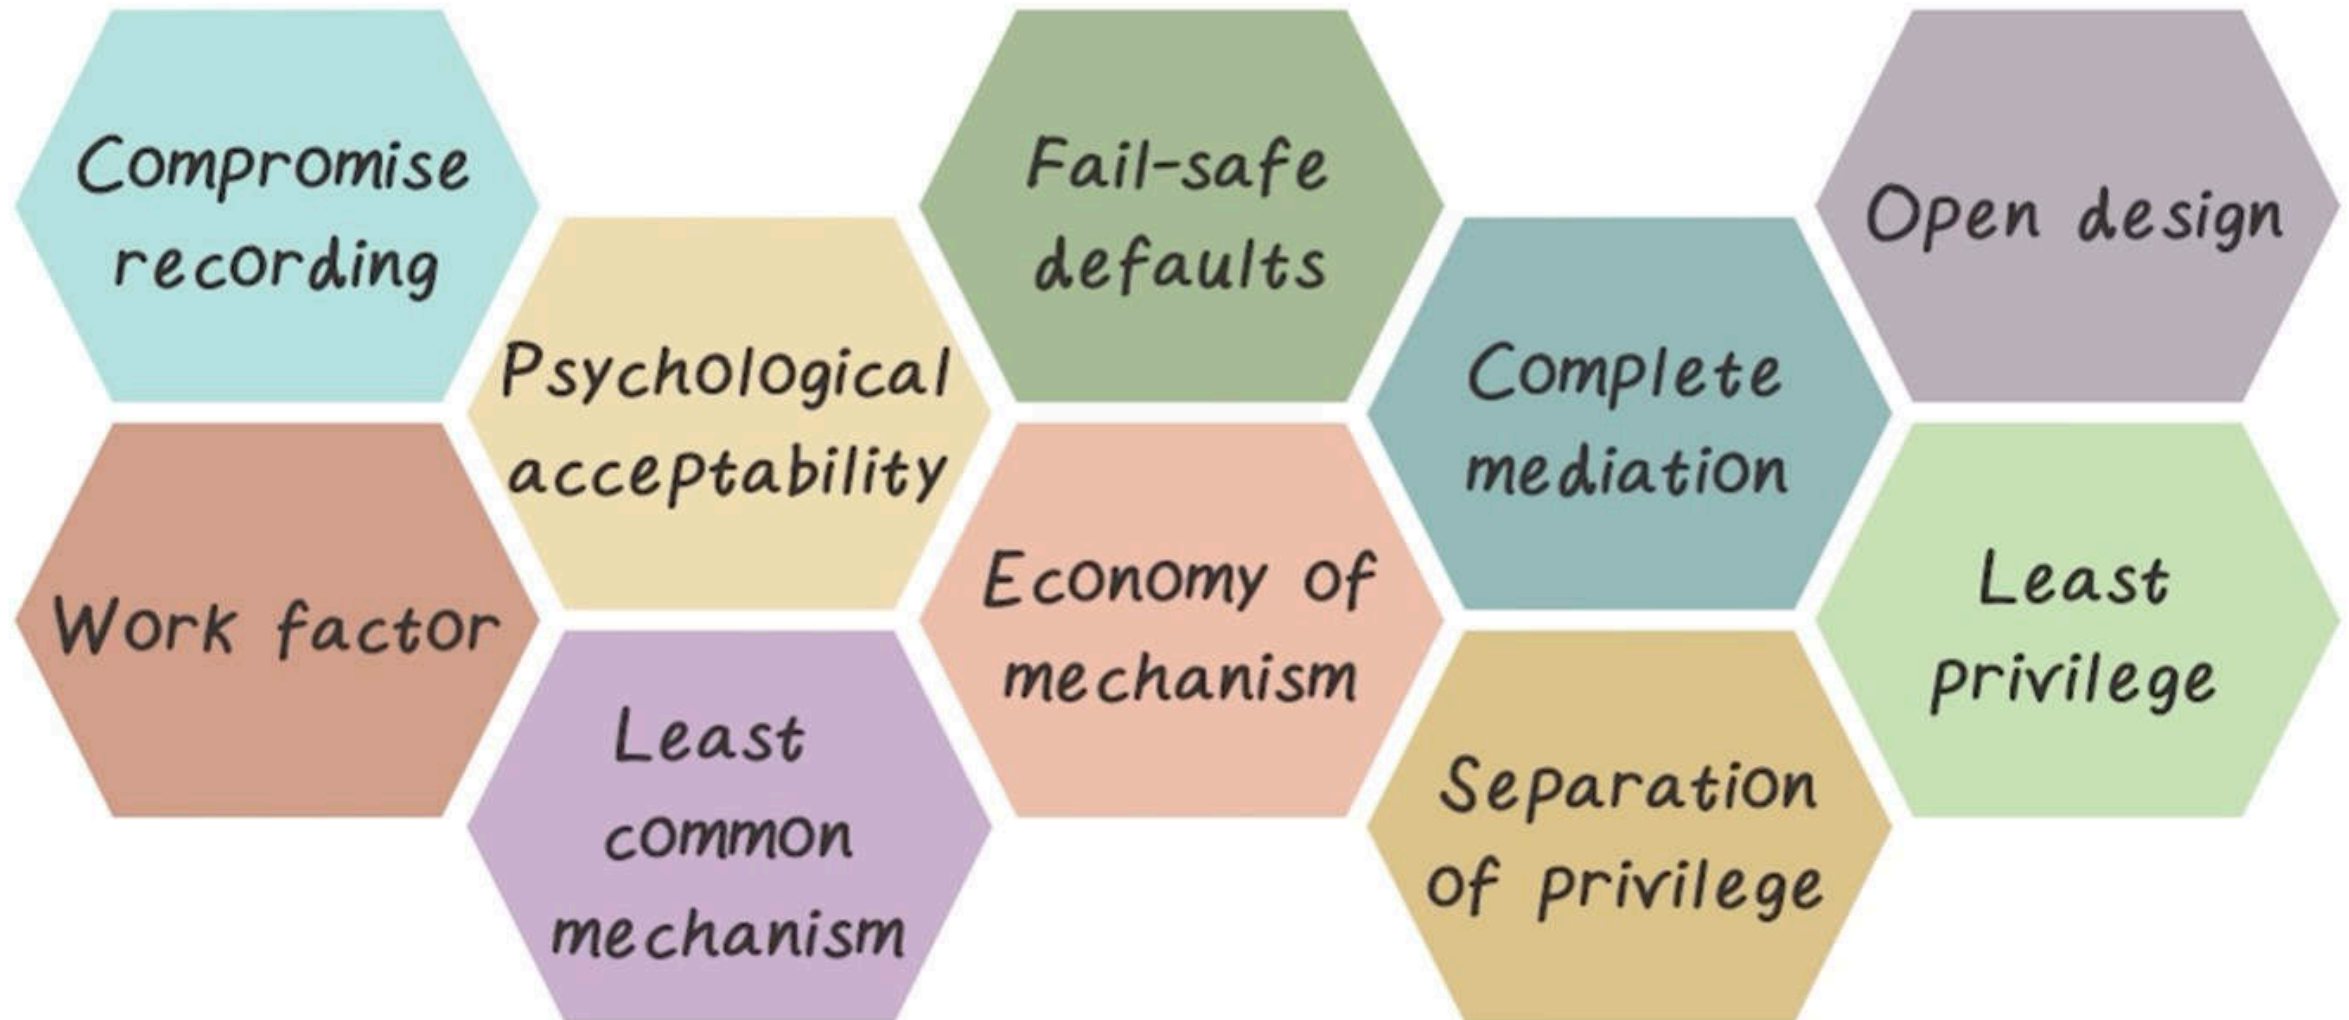 Compromise
recording
Fail-safe
defaults
Open design
Psychological
acceptability
Complete
mediation
Work factor
Economy of
mechanism
Least
privilege
Least
common
mechanism
Separation
of privilege